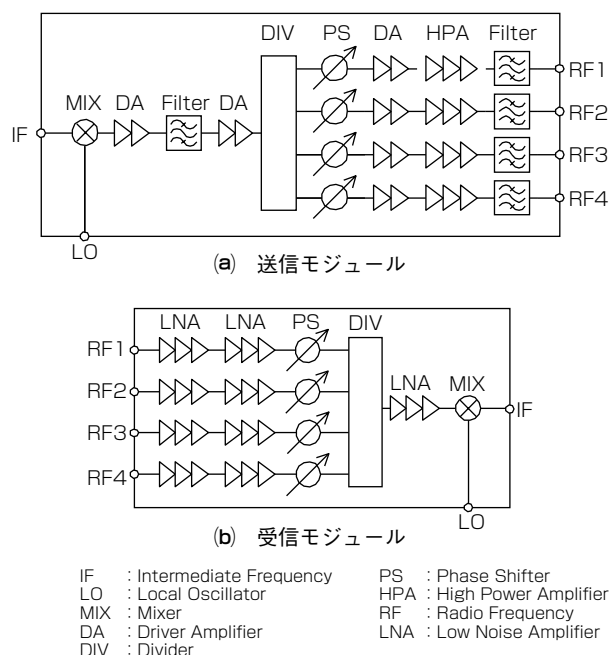 DIV PS DA HPA Filter
MIX DA Filter DA
IF
RF1
RF2
RF3
RF4
LO
(a) 送信モジュール
LNA LNA PS DIV
RF1
RF2
RF3
RF4
LNA MIX
IF
LO
(b) 受信モジュール
IF : Intermediate Frequency
LO : Local Oscillator
MIX : Mixer
DA : Driver Amplifier
DIV : Divider
PS : Phase Shifter
HPA : High Power Amplifier
RF : Radio Frequency
LNA : Low Noise Amplifier